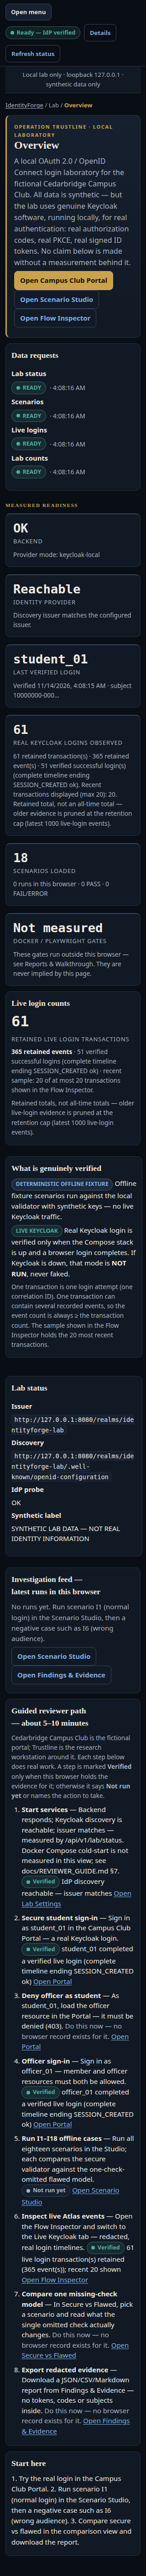 Open menu
Ready — IdP verified
Details
Refresh status
Local lab only · loopback 127.0.0.1 ·
synthetic data only
IdentityForge / Lab / Overview
OPERATION TRUSTLINE · LOCAL
LABORATORY
Overview
A local OAuth 2.0 / OpenID
Connect login laboratory for the
fictional Cedarbridge Campus
Club. All data is synthetic — but
the lab uses genuine Keycloak
software, running locally, for real
authentication: real authorization
codes, real PKCE, real signed ID
tokens. No claim below is made
without a measurement behind it.
Open Campus Club Portal
Open Scenario Studio
Open Flow Inspector
Data requests
Lab status
READY · 4:08:16 AM
Scenarios
READY · 4:08:16 AM
Live logins
READY · 4:08:16 AM
Lab counts
READY · 4:08:16 AM
MEASURED READINESS
OK
BACKEND
Provider mode: keycloak-local
Reachable
IDENTITY PROVIDER
Discovery issuer matches the configured
issuer.
student_01
LAST VERIFIED LOGIN
Verified 11/14/2026, 4:08:15 AM · subject
10000000-000…
61
REAL KEYCLOAK LOGINS OBSERVED
61 retained transaction(s) · 365 retained
event(s) · 51 verified successful login(s)
(complete timeline ending
SESSION_CREATED ok). Recent
transactions displayed (max 20): 20.
Retained total, not an all-time total —
older evidence is pruned at the retention
cap (latest 1000 live-login events).
18
SCENARIOS LOADED
0 runs in this browser · 0 PASS · 0
FAIL/ERROR
Not measured
DOCKER / PLAYWRIGHT GATES
These gates run outside this browser —
see Reports & Walkthrough. They are
never implied by this page.
Live login counts
61
RETAINED LIVE LOGIN TRANSACTIONS
365 retained events · 51 verified
successful logins (complete timeline
ending SESSION_CREATED ok) · recent
sample: 20 of at most 20 transactions
shown in the Flow Inspector.
Retained totals, not all-time totals — older
live-login evidence is pruned at the
retention cap (latest 1000 live-login
events).
What is genuinely verified
DETERMINISTIC OFFLINE FIXTURE Offline
fixture scenarios run against the local
validator with synthetic keys — no live
Keycloak traffic.
LIVE KEYCLOAK Real Keycloak login is
verified only when the Compose stack
is up and a browser login completes. If
Keycloak is down, that mode is NOT
RUN, never faked.
One transaction is one login attempt (one
correlation ID). One transaction can
contain several recorded events, so the
event count is always ≥ the transaction
count. The sample shown in the Flow
Inspector holds the 20 most recent
transactions.
Lab status
Issuer
http://127.0.0.1:8080/realms/ide
ntityforge-lab
Discovery
http://127.0.0.1:8080/realms/ide
ntityforge-lab/.well-
known/openid-configuration
IdP probe
OK
Synthetic label
SYNTHETIC LAB DATA — NOT REAL
IDENTITY INFORMATION
Investigation feed —
latest runs in this browser
No runs yet. Run scenario I1 (normal
login) in the Scenario Studio, then a
negative case such as I6 (wrong
audience).
Open Scenario Studio
Open Findings & Evidence
Guided reviewer path
— about 5–10 minutes
Cedarbridge Campus Club is the fictional
portal; Trustline is the research
workstation around it. Each step below
does real work. A step is marked Verified
only when this browser holds the
evidence for it; otherwise it says Not run
yet or names the action to take.
1. Start services — Backend
responds; Keycloak discovery is
reachable; issuer matches —
measured by /api/v1/lab/status.
Docker Compose cold-start is not
measured in this view; see
docs/REVIEWER_GUIDE.md §7.
Verified IdP discovery
reachable — issuer matches Open
Lab Settings
2. Secure student sign-in — Sign in
as student_01 in the Campus Club
Portal — a real Keycloak login.
Verified student_01 completed
a verified live login (complete
timeline ending SESSION_CREATED
ok) Open Portal
3. Deny officer as student — As
student_01, load the officer
resource in the Portal — it must be
denied (403). Do this now — no
browser record exists for it. Open
Portal
4. Officer sign-in — Sign in as
officer_01 — member and officer
resources must both be allowed.
Verified officer_01 completed
a verified live login (complete
timeline ending SESSION_CREATED
ok) Open Portal
5. Run I1–I18 offline cases — Run all
eighteen scenarios in the Studio;
each compares the secure
validator against the one-check-
omitted flawed model.
Not run yet · Open Scenario
Studio
6. Inspect live Atlas events — Open
the Flow Inspector and switch to
the Live Keycloak tab — redacted,
real login timelines. Verified 61
live login transaction(s) retained
(365 event(s)); recent 20 shown
Open Flow Inspector
7. Compare one missing-check
model — In Secure vs Flawed, pick
a scenario and read what the
single omitted check actually
changes. Do this now — no
browser record exists for it. Open
Secure vs Flawed
8. Export redacted evidence —
Download a JSON/CSV/Markdown
report from Findings & Evidence —
no tokens, codes or subjects
inside. Do this now — no browser
record exists for it. Open Findings
& Evidence
Start here
1. Try the real login in the Campus
Club Portal. 2. Run scenario I1
(normal login) in the Scenario Studio,
then a negative case such as I6
(wrong audience). 3. Compare secure
vs flawed in the comparison view and
download the report.